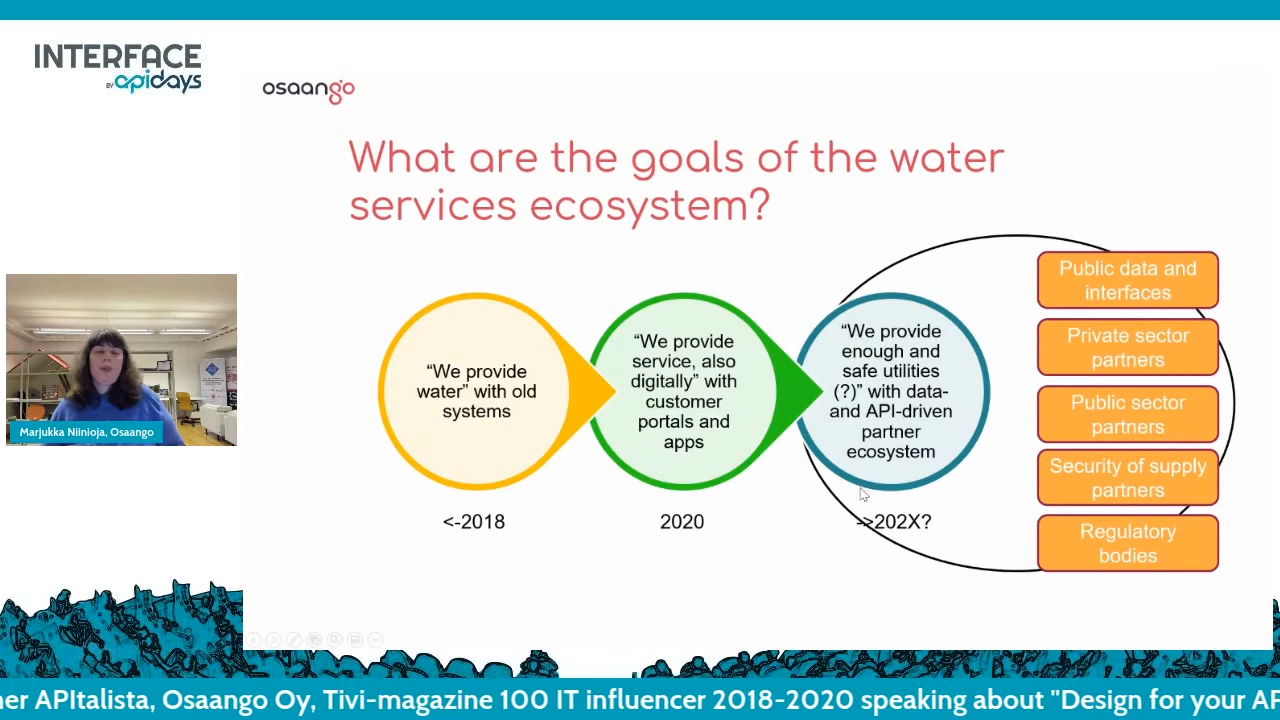 INTERFACE
BY apidays
osaango
What are the goals of the water
services ecosystem?
“We provide
water” with old
systems
“We provide
service, also
digitally” with
customer
portals and
apps
“We provide
enough and
safe utilities
(?)” with data-
and API-driven
partner
ecosystem
<-2018
2020
->202X?
Public data and
interfaces
Private sector
partners
Public sector
partners
Security of supply
partners
Regulatory
bodies
Marjukka Niinioja, Osaango
APItalista, Osaango Oy, Tivi-magazine 100 IT influencer 2018-2020 speaking about "Design for your